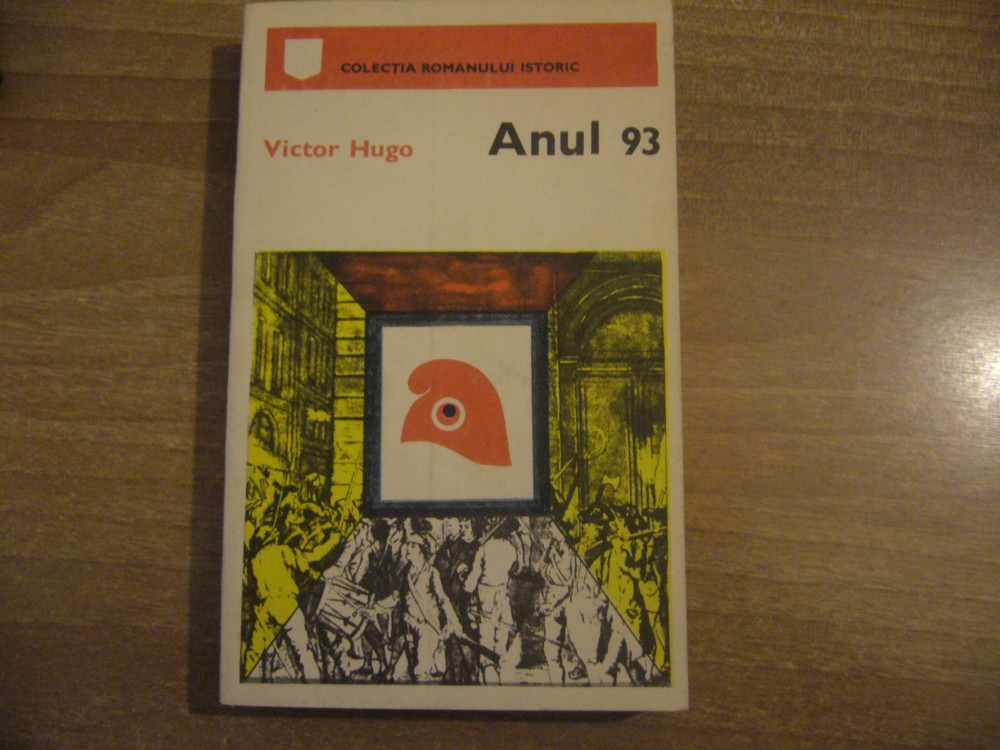 COLECȚIA ROMANULUI ISTORIC
Victor Hugo
Anul 93